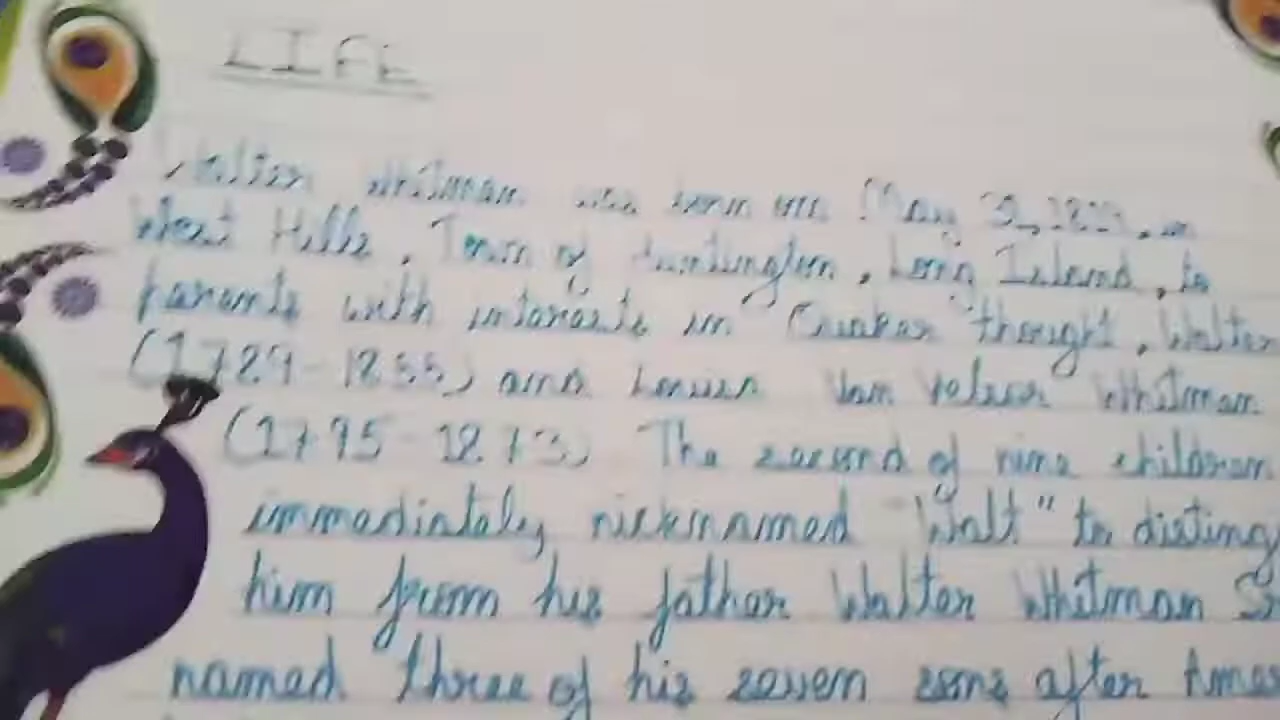 LIFE
Walter Whitman was born on May in
West Hills, Town of Huntington, Long Island, to
parents with interests in Quaker thought, Walter
(1789-1855) and Louisa Van Velsor Whitman
(1795-1873) The second of nine children
immediately nicknamed "Walt" to disting
him from his father Walter Whitman Sr
named three of his seven sons after Amer